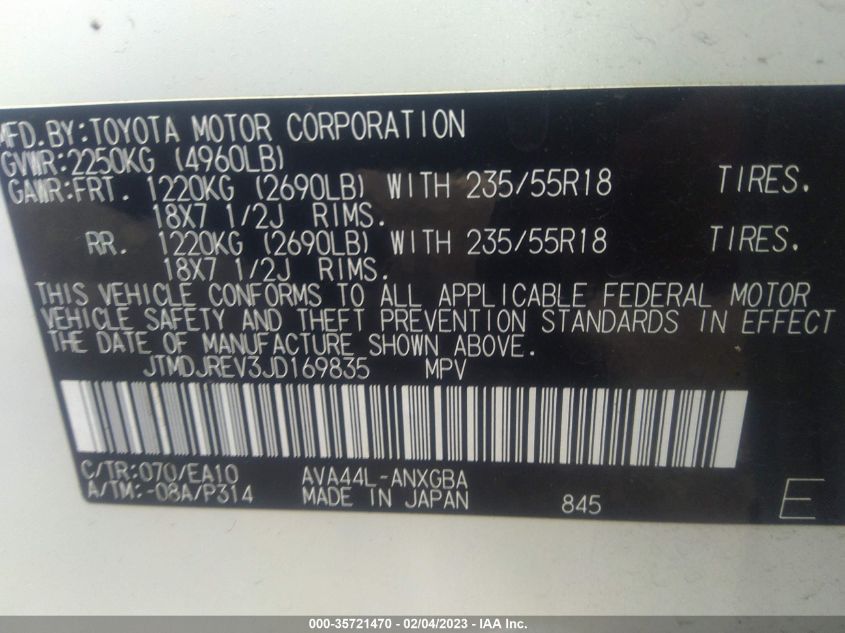 MFD.BY:TOYOTA MOTOR CORPORATION
GVWR:2250KG (4960LB)
GAWR:FRT. 1220KG (2690LB) WITH 235/55R18 TIRES.
18X7 1/2J RIMS.
RR. 1220KG (2690LB) WITH 235/55R18 TIRES.
18X7 1/2J RIMS.
THIS VEHICLE CONFORMS TO ALL APPLICABLE FEDERAL MOTOR
VEHICLE SAFETY AND THEFT PREVENTION STANDARDS IN EFFECT
THE DATE OF MANUFACTURE SHOWN ABOVE.
JTMDJREV3JD169835 MPV
C/TR:070/EA10 AVA44L-ANXGBA
A/TM:-08A/P314 MADE IN JAPAN 845 E
000-35721470 - 02/04/2023 - IAA Inc.